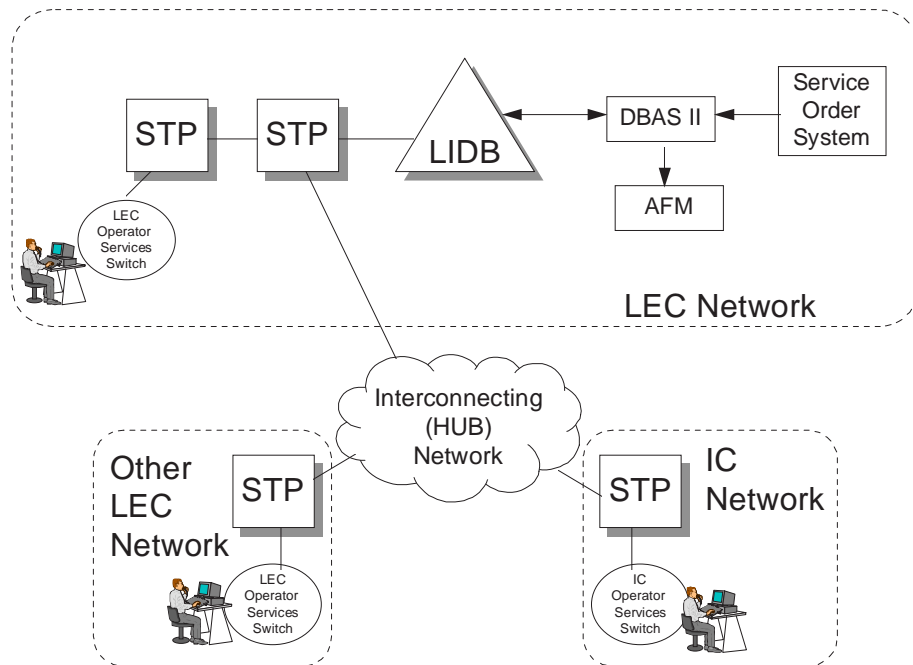 STP
STP
LIDB
DBAS II
Service
Order
System
AFM
LEC
Operator
Services
Switch
LEC Network
Interconnecting
(HUB)
Network
Other
LEC
Network
STP
LEC
Operator
Services
Switch
STP
IC
Network
IC
Operator
Services
Switch